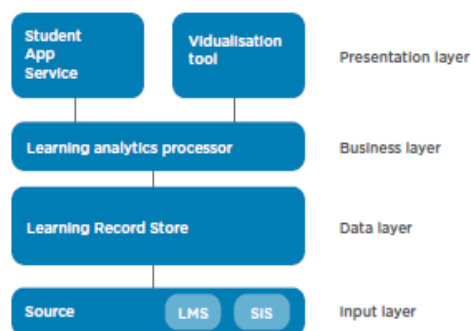 Student
App
Service
Vidualisation
tool
Presentation layer
Learning analytics processor
Business layer
Learning Record Store
Data layer
Source
LMS
SIS
Input layer